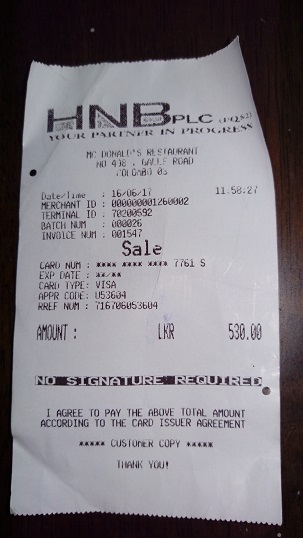 HNB PLC (PQ82)
YOUR PARTNER IN PROGRESS
MC DONALD'S RESTAURANT
NO 498 , GALLE ROAD
COLOMBO 03
Date/Time : 16/06/17 11:58:27
MERCHANT ID : 000000001260002
TERMINAL ID : 70200592
BATCH NUM : 000026
INVOICE NUM : 001547
Sale
CARD NUM : **** **** **** 7761 S
EXP DATE : **/**
CARD TYPE: VISA
APPR CODE: U53604
RREF NUM : 716706053604
AMOUNT : LKR 530.00
NO SIGNATURE REQUIRED
I AGREE TO PAY THE ABOVE TOTAL AMOUNT
ACCORDING TO THE CARD ISSUER AGREEMENT
***** CUSTOMER COPY *****
THANK YOU!